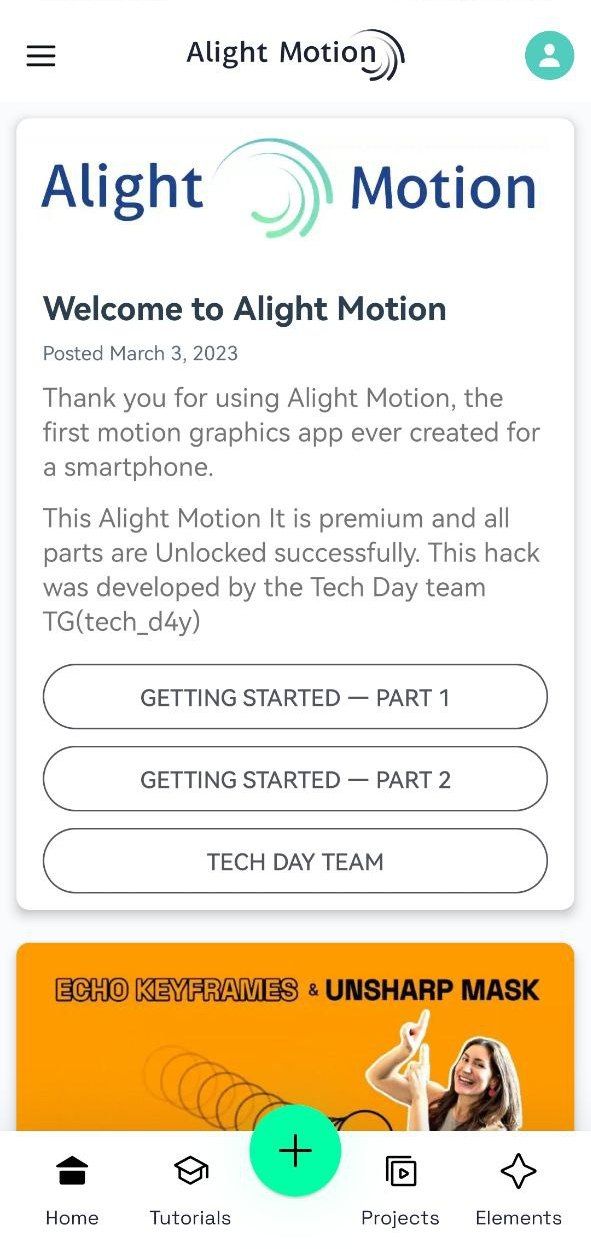 Alight Motion
Alight Motion
Welcome to Alight Motion
Posted March 3, 2023
Thank you for using Alight Motion, the
first motion graphics app ever created for
a smartphone.
This Alight Motion It is premium and all
parts are Unlocked successfully. This hack
was developed by the Tech Day team
TG(tech_d4y)
GETTING STARTED — PART 1
GETTING STARTED — PART 2
TECH DAY TEAM
ECHO KEYFRAMES & UNSHARP MASK
Home Tutorials Projects Elements